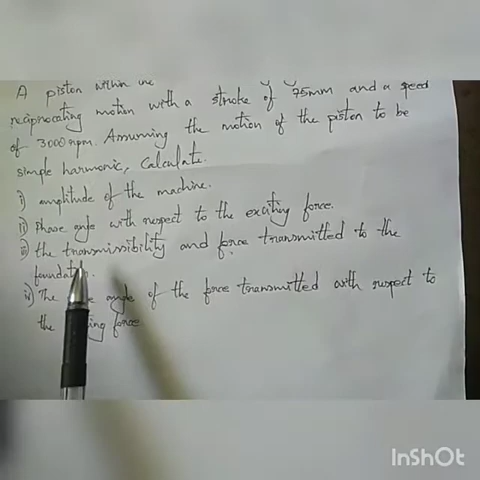 A piston within the
reciprocating motion with a stroke of 75mm and a speed
of 3000 rpm. Assuming the motion of the piston to be
simple harmonic, Calculate.
i) amplitude of the machine.
ii) phase angle with respect to the exciting force.
iii) the transmissibility and force transmitted to the
foundation.
iv) The angle of the force transmitted with respect to
the force
InShOt